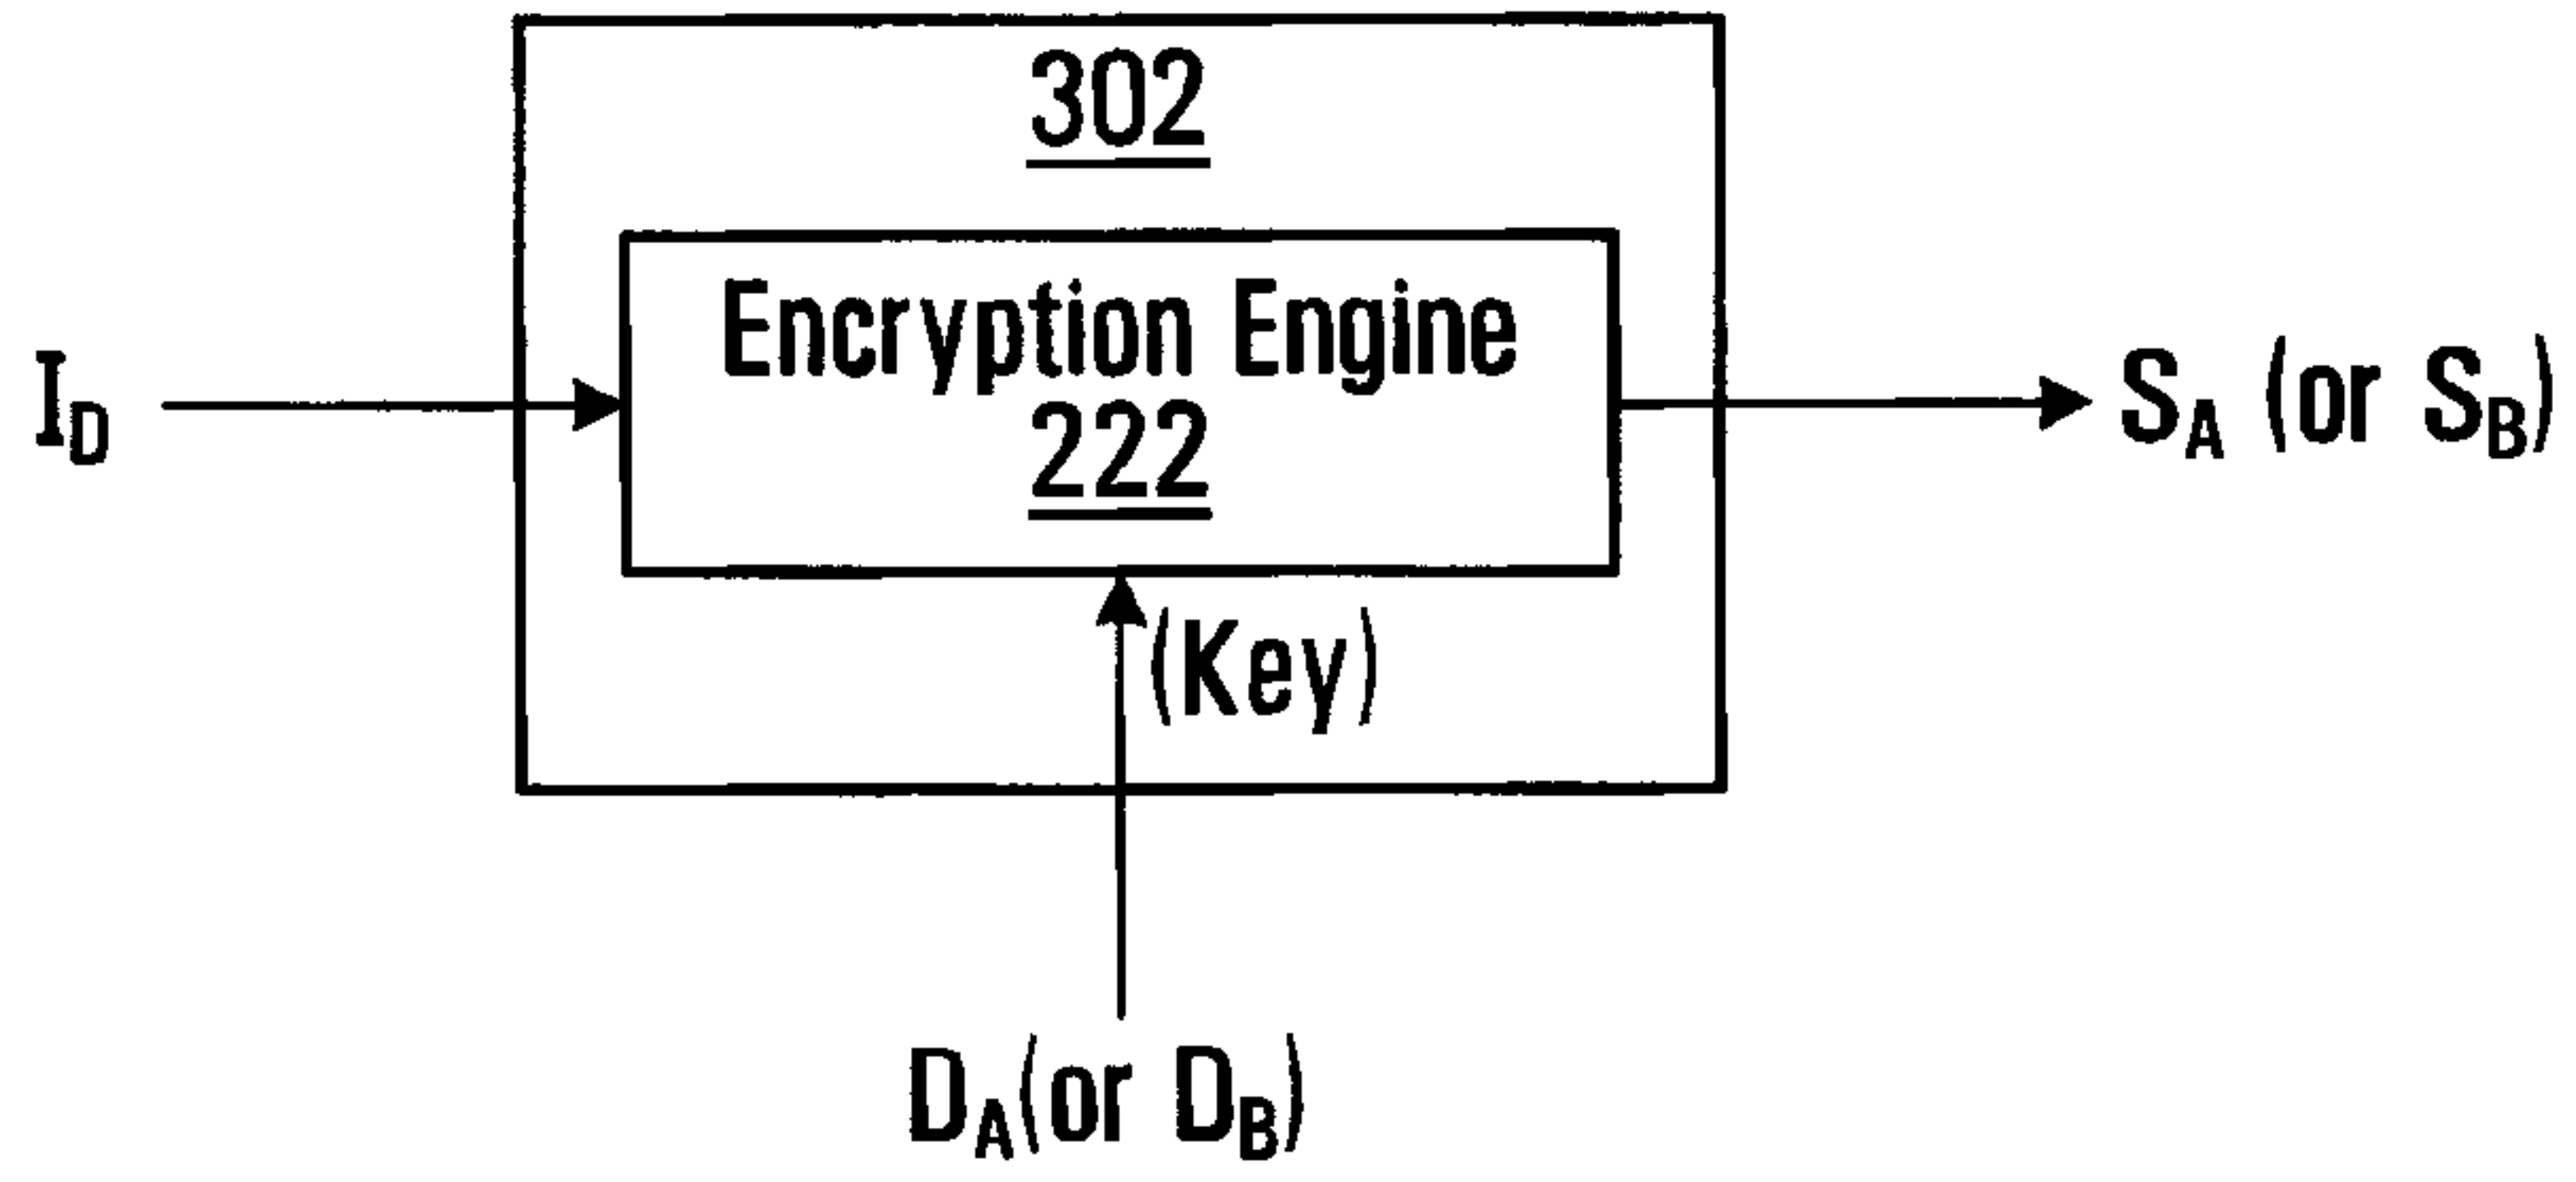 302
Encryption Engine
222
I_D
S_A (or S_B)
(Key)
D_A(or D_B)